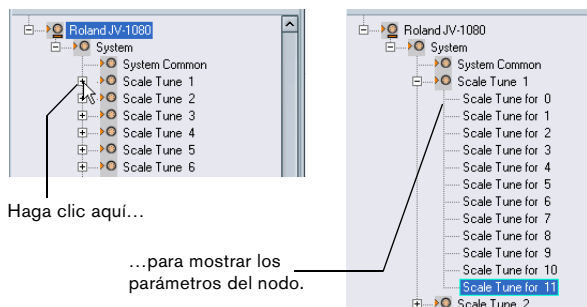 Roland JV-1080
System
System Common
Scale Tune 1
Scale Tune 2
Scale Tune 3
Scale Tune 4
Scale Tune 5
Scale Tune 6
Haga clic aquí…
…para mostrar los
parámetros del nodo.
Roland JV-1080
System
System Common
Scale Tune 1
Scale Tune for 0
Scale Tune for 1
Scale Tune for 2
Scale Tune for 3
Scale Tune for 4
Scale Tune for 5
Scale Tune for 6
Scale Tune for 7
Scale Tune for 8
Scale Tune for 9
Scale Tune for 10
Scale Tune for 11
Scale Tune 2